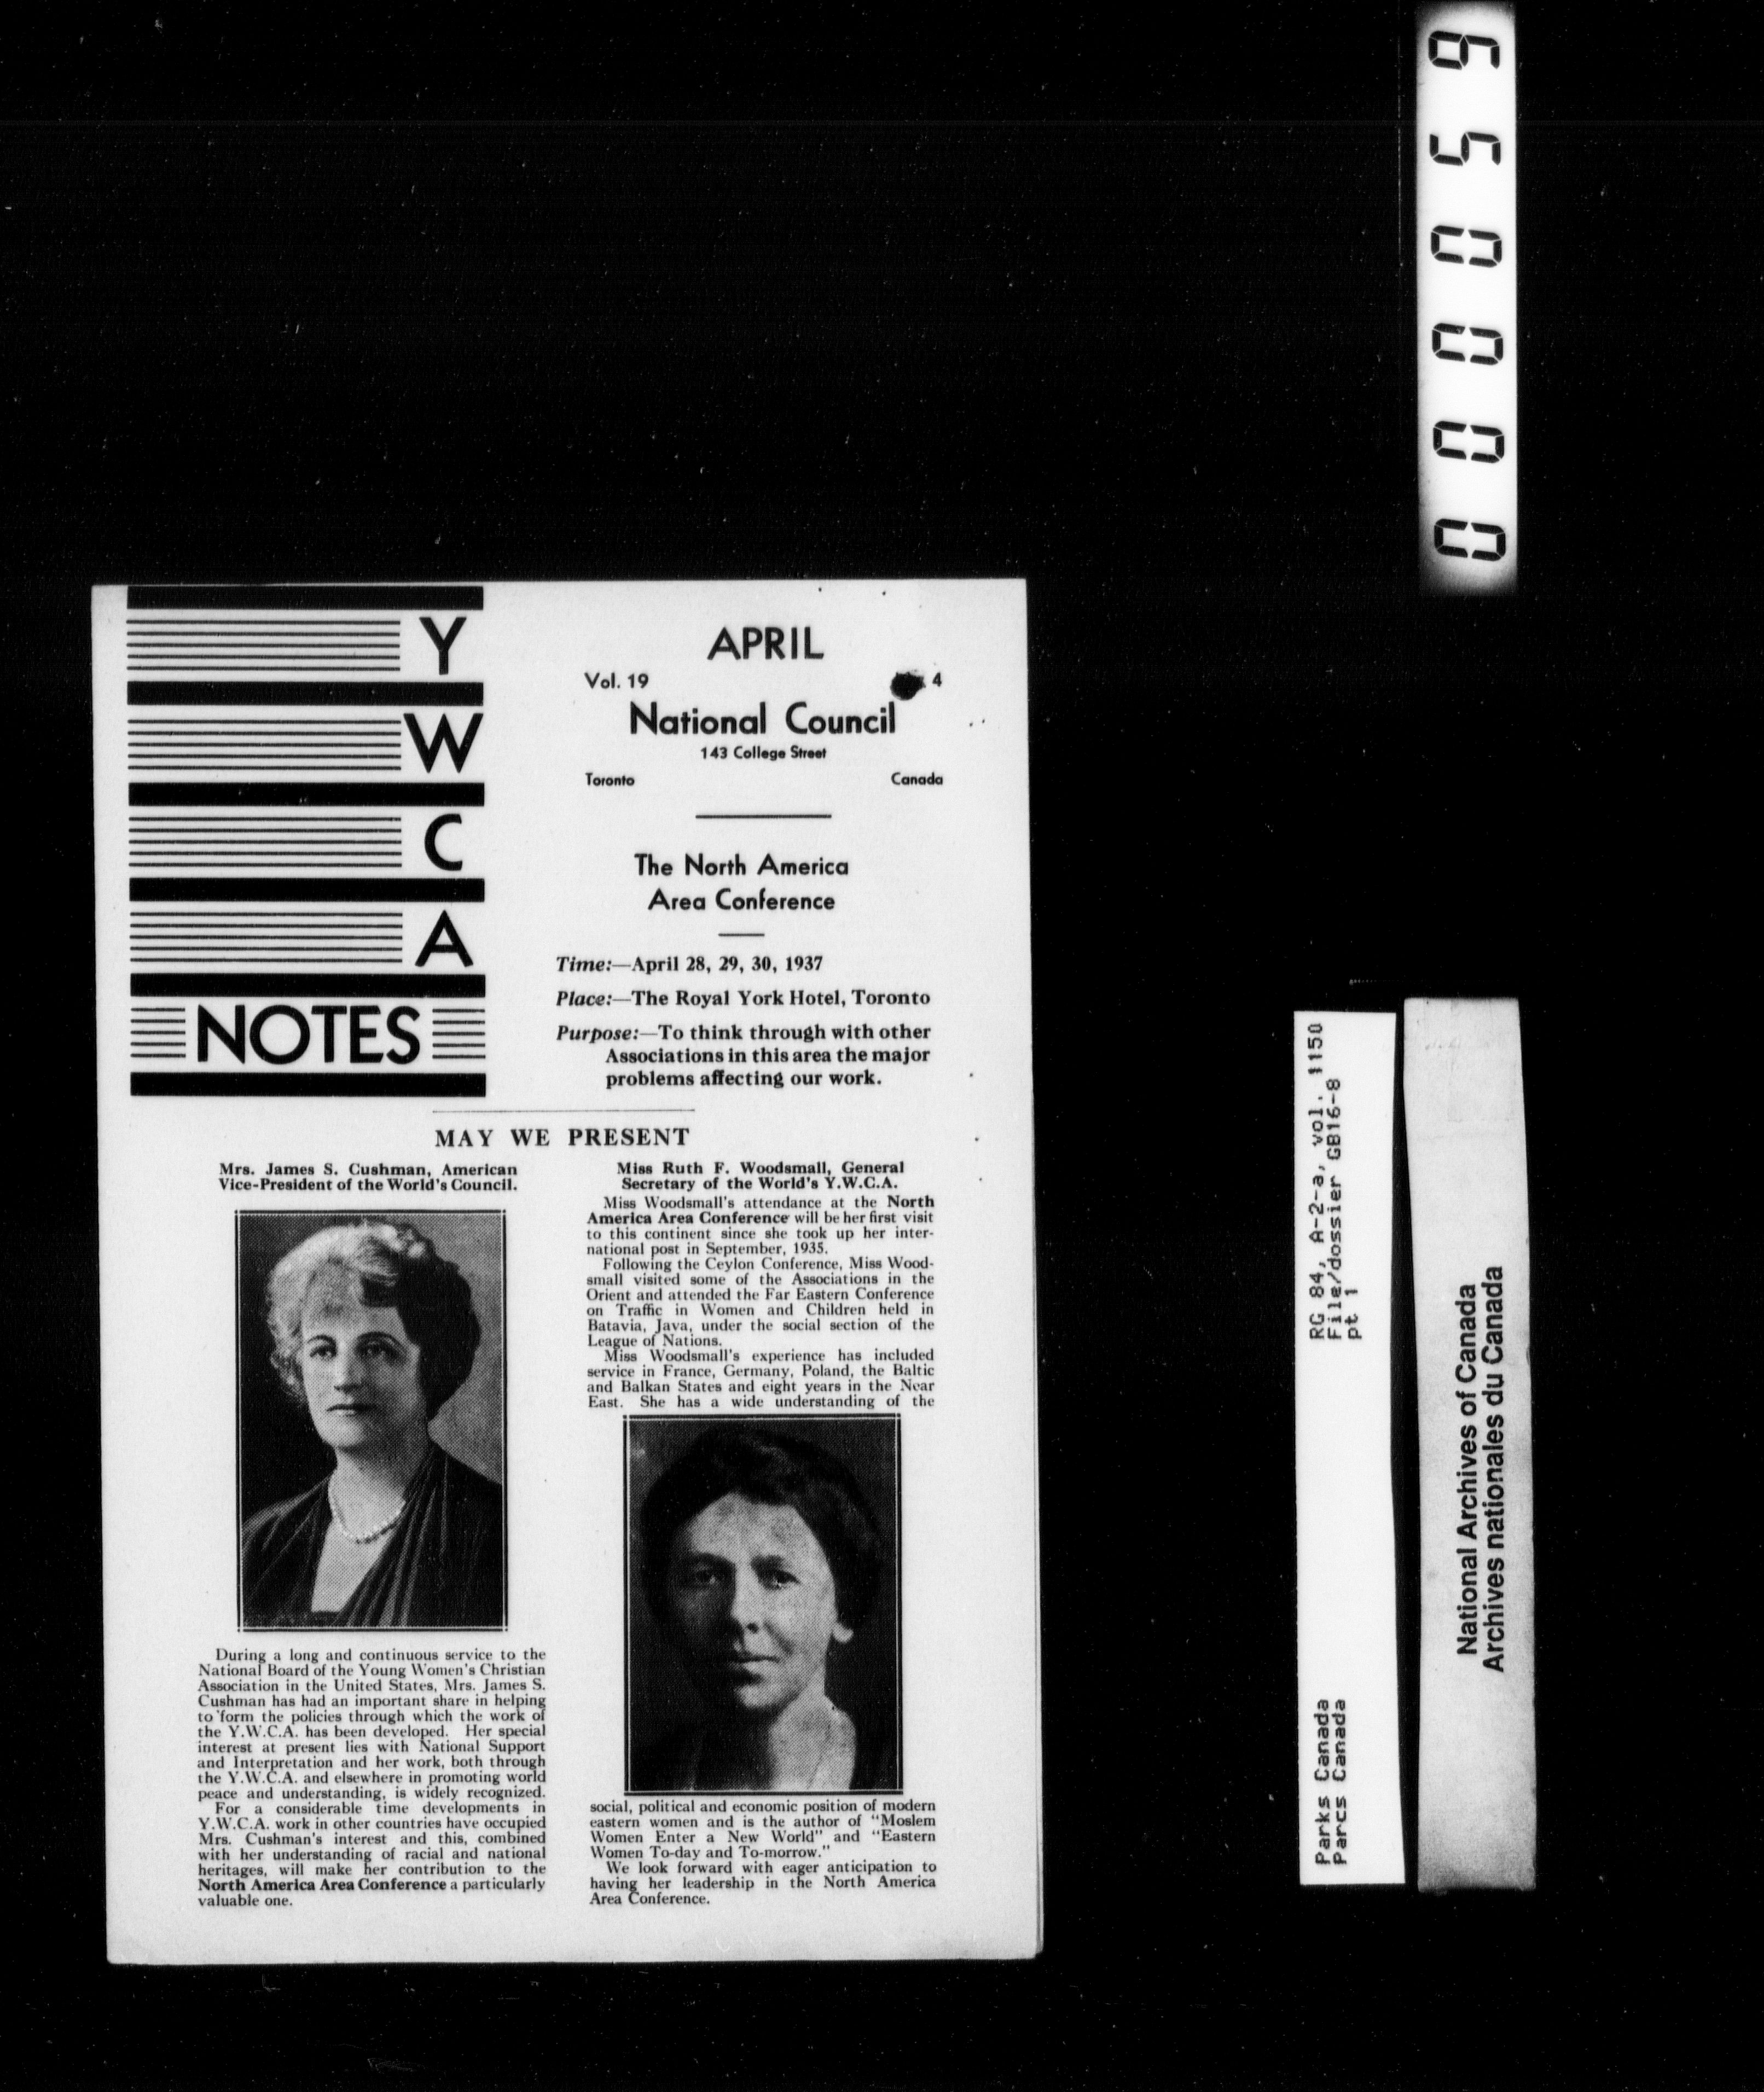 Y
W
C
A
NOTES
APRIL
Vol. 19 4
National Council
143 College Street
Toronto Canada
The North America
Area Conference
Time:—April 28, 29, 30, 1937
Place:—The Royal York Hotel, Toronto
Purpose:—To think through with other
Associations in this area the major
problems affecting our work.
MAY WE PRESENT
Mrs. James S. Cushman, American
Vice-President of the World's Council.
During a long and continuous service to the
National Board of the Young Women's Christian
Association in the United States, Mrs. James S.
Cushman has had an important share in helping
to form the policies through which the work of
the Y.W.C.A. has been developed. Her special
interest at present lies with National Support
and Interpretation and her work, both through
the Y.W.C.A. and elsewhere in promoting world
peace and understanding, is widely recognized.
For a considerable time developments in
Y.W.C.A. work in other countries have occupied
Mrs. Cushman's interest and this, combined
with her understanding of racial and national
heritages, will make her contribution to the
North America Area Conference a particularly
valuable one.
Miss Ruth F. Woodsmall, General
Secretary of the World's Y.W.C.A.
Miss Woodsmall's attendance at the North
America Area Conference will be her first visit
to this continent since she took up her inter-
national post in September, 1935.
Following the Ceylon Conference, Miss Wood-
small visited some of the Associations in the
Orient and attended the Far Eastern Conference
on Traffic in Women and Children held in
Batavia, Java, under the social section of the
League of Nations.
Miss Woodsmall's experience has included
service in France, Germany, Poland, the Baltic
and Balkan States and eight years in the Near
East. She has a wide understanding of the
social, political and economic position of modern
eastern women and is the author of "Moslem
Women Enter a New World" and "Eastern
Women To-day and To-morrow."
We look forward with eager anticipation to
having her leadership in the North America
Area Conference.
000059
Parks Canada RG 84, A-2-a, vol. 1150
Parcs Canada File/dossier GB16-8
pt 1
National Archives of Canada
Archives nationales du Canada